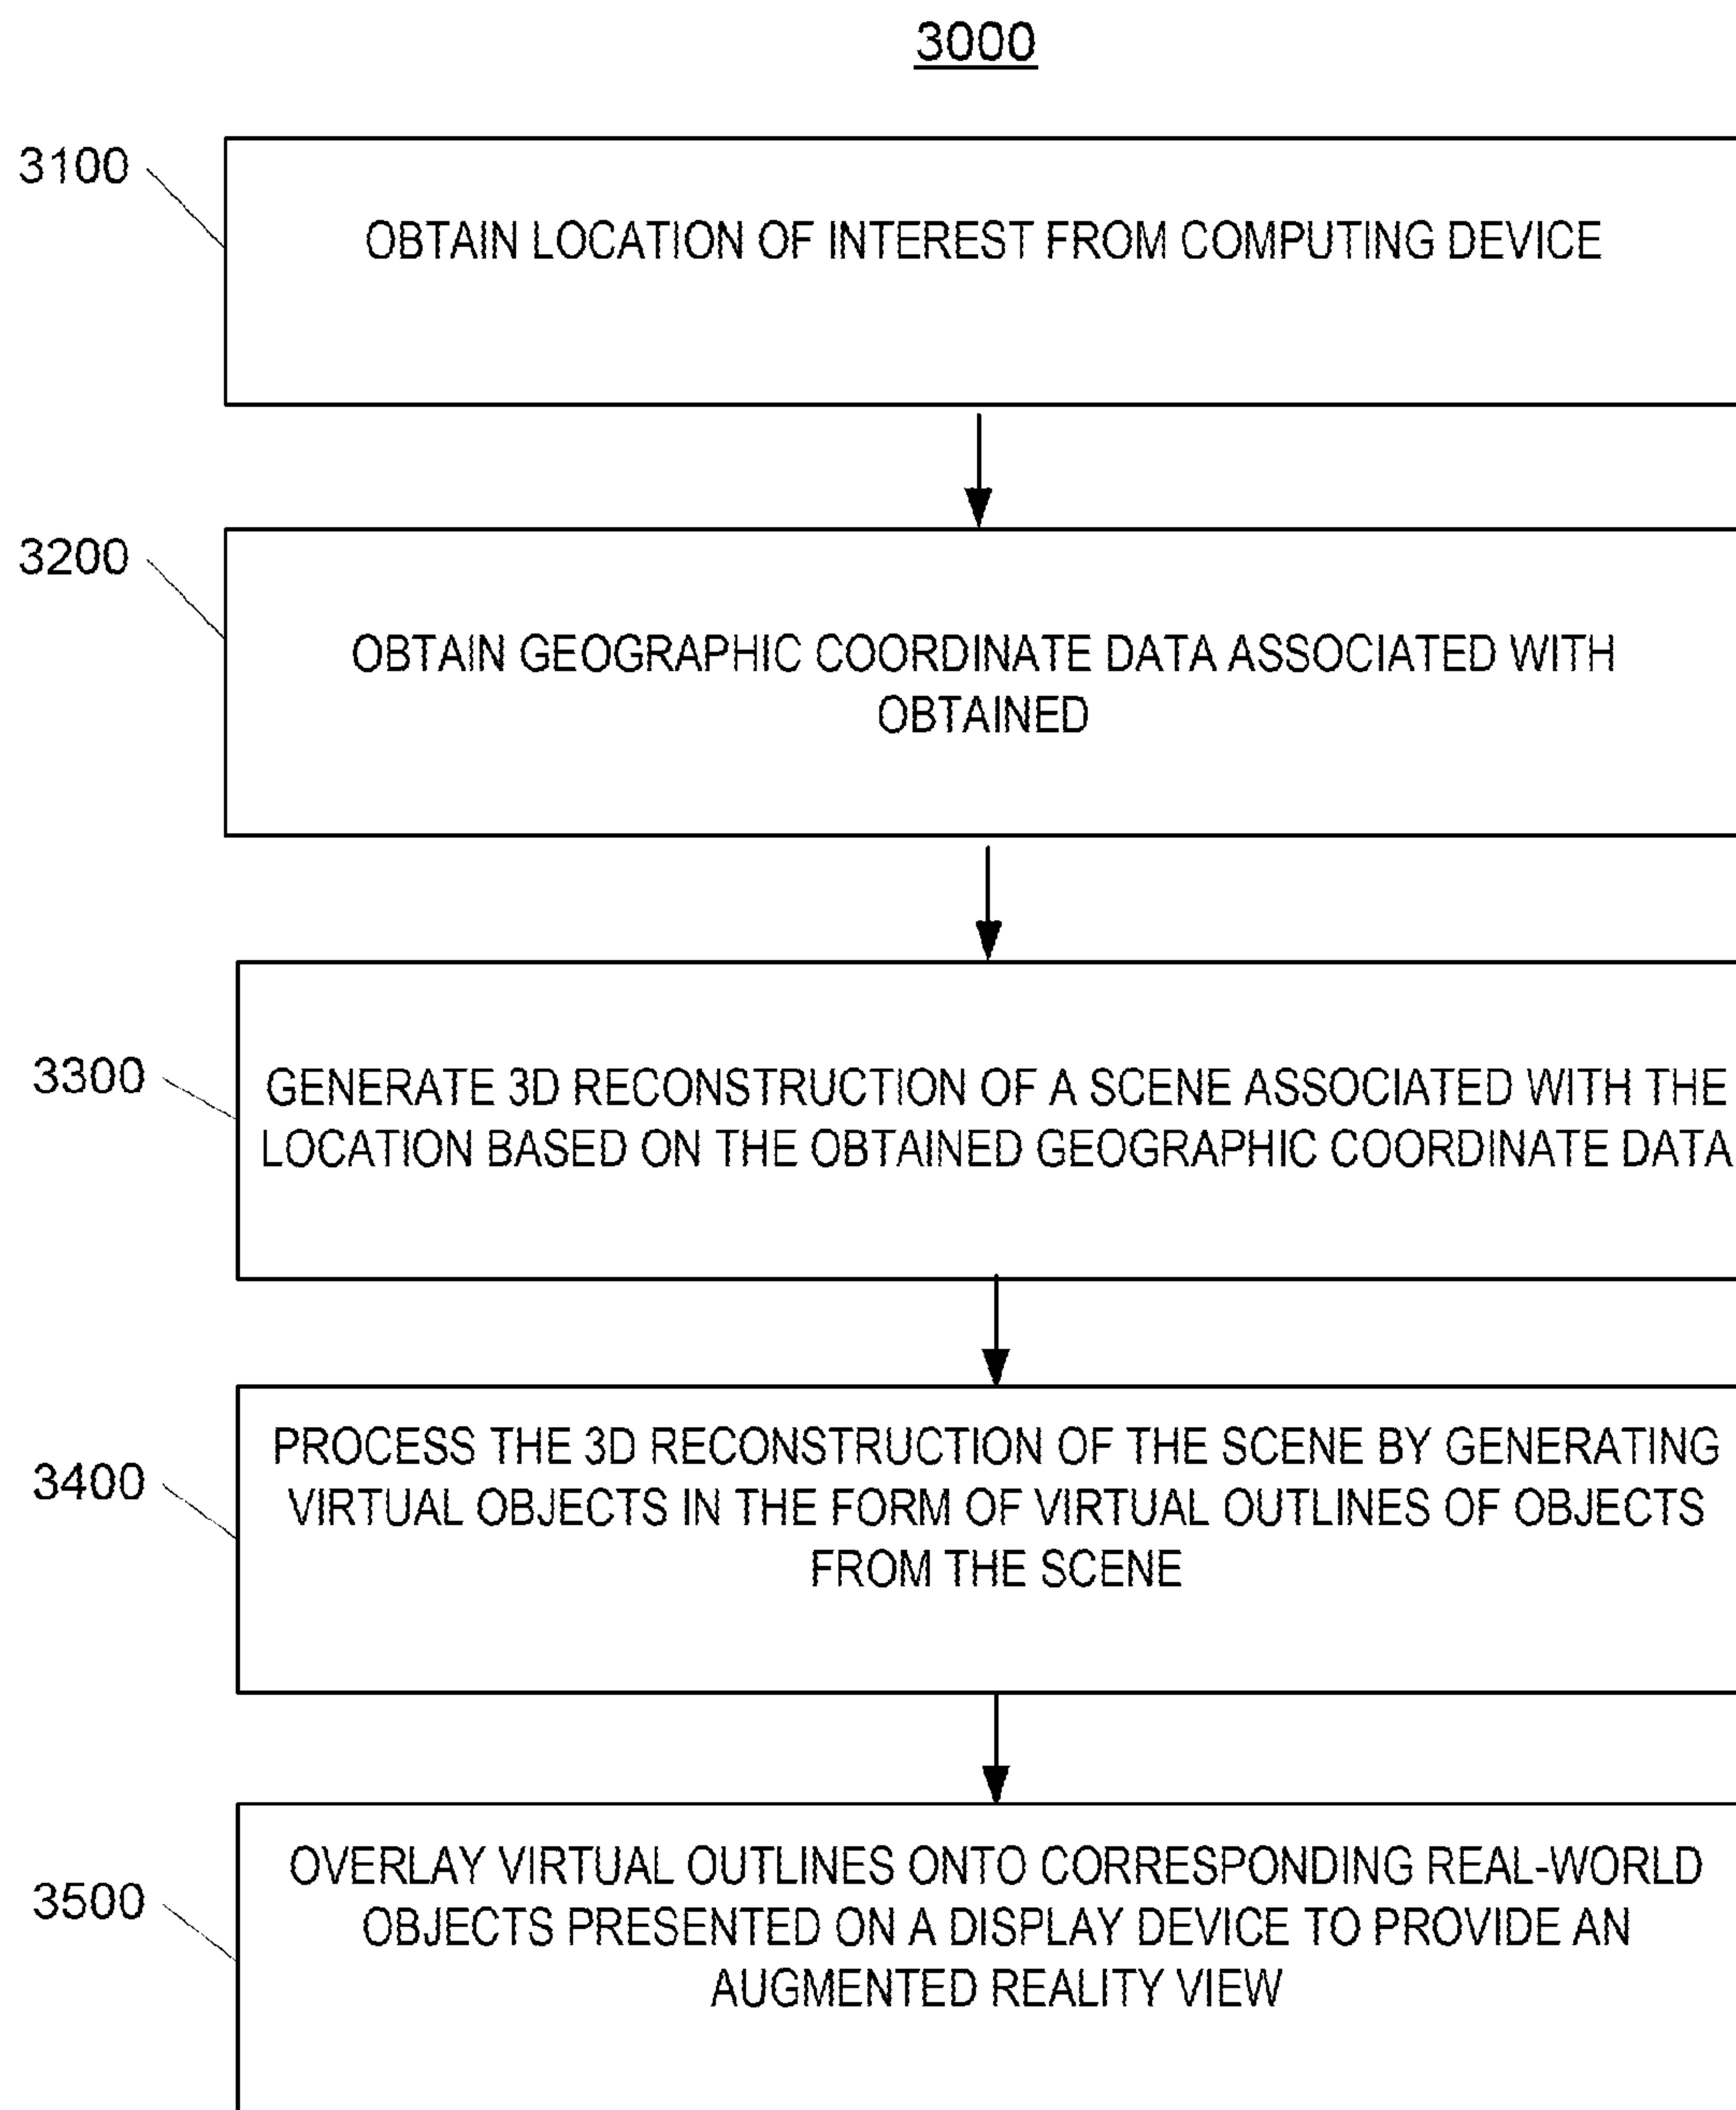 3000
3100
OBTAIN LOCATION OF INTEREST FROM COMPUTING DEVICE
3200
OBTAIN GEOGRAPHIC COORDINATE DATA ASSOCIATED WITH
OBTAINED
3300
GENERATE 3D RECONSTRUCTION OF A SCENE ASSOCIATED WITH THE
LOCATION BASED ON THE OBTAINED GEOGRAPHIC COORDINATE DATA
3400
PROCESS THE 3D RECONSTRUCTION OF THE SCENE BY GENERATING
VIRTUAL OBJECTS IN THE FORM OF VIRTUAL OUTLINES OF OBJECTS
FROM THE SCENE
3500
OVERLAY VIRTUAL OUTLINES ONTO CORRESPONDING REAL-WORLD
OBJECTS PRESENTED ON A DISPLAY DEVICE TO PROVIDE AN
AUGMENTED REALITY VIEW